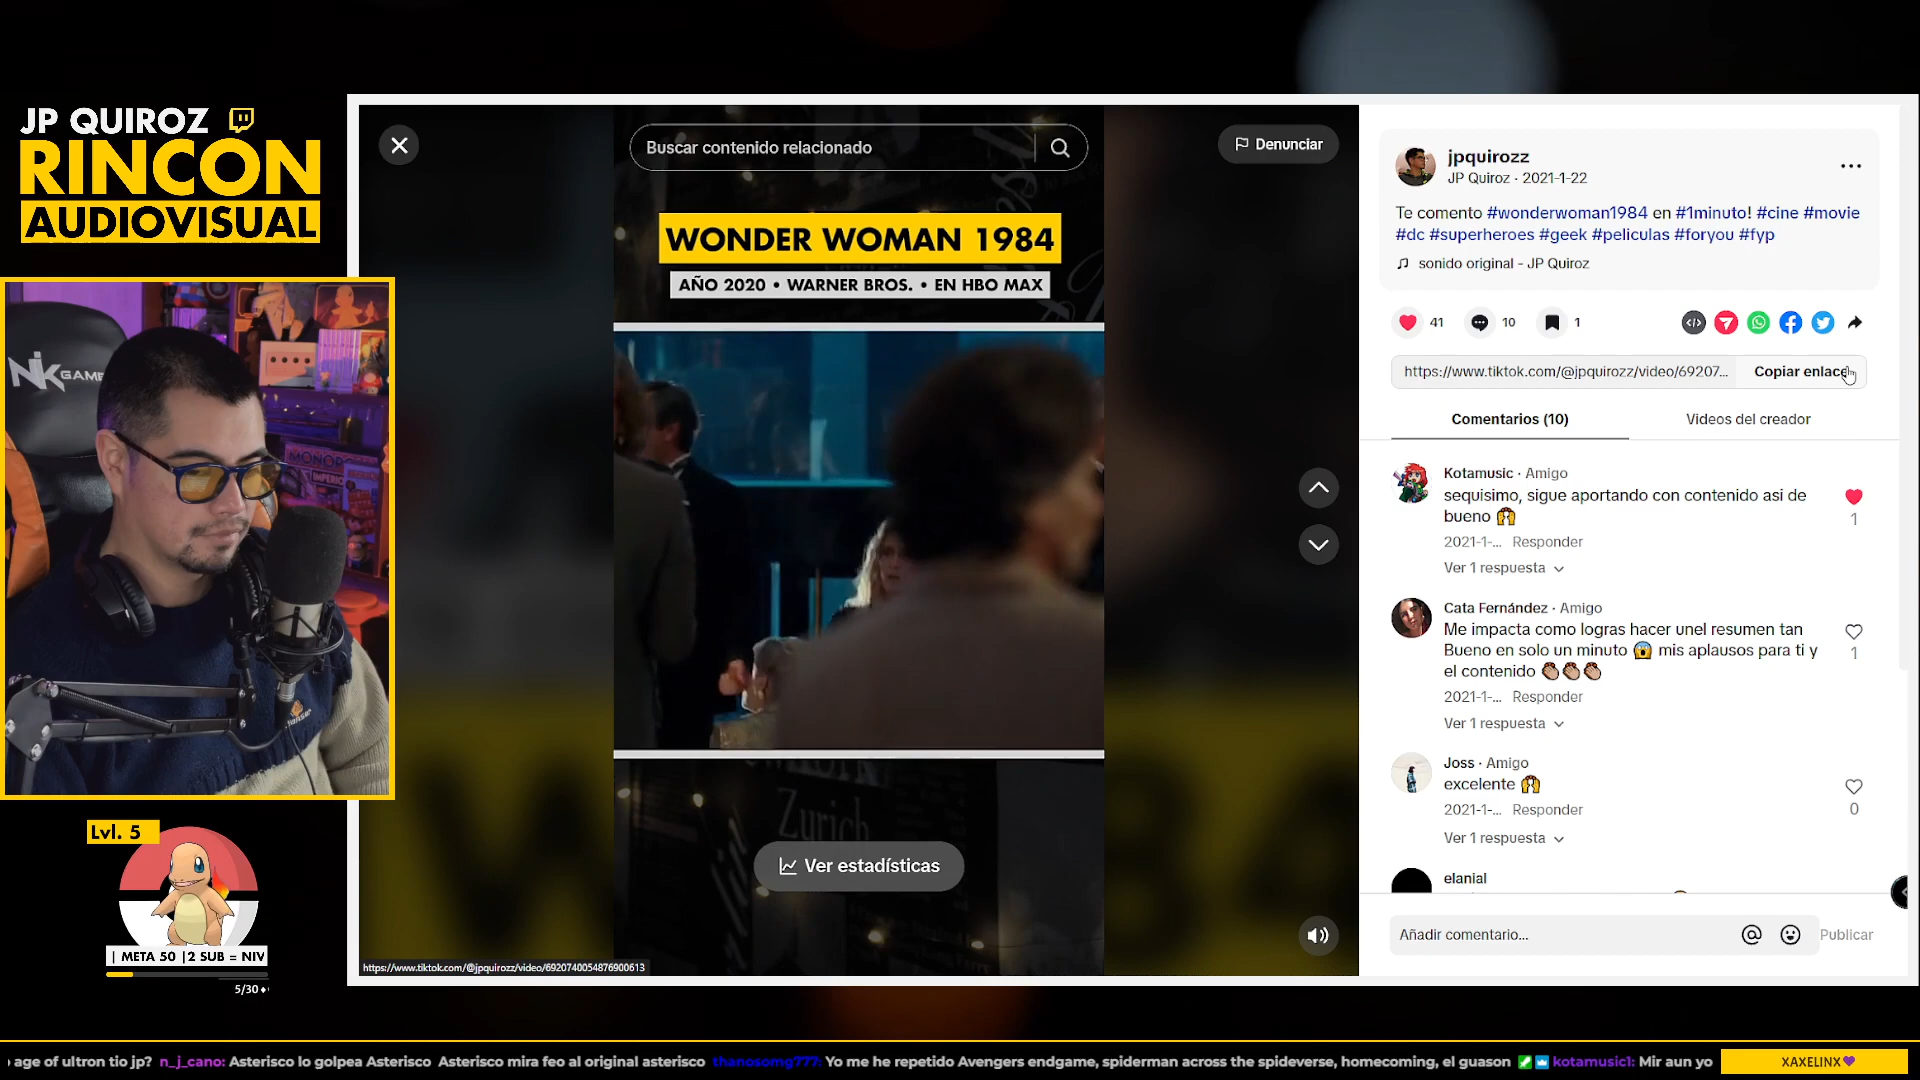 JP QUIROZ
RINCON
AUDIOVISUAL
Buscar contenido relacionado
Denunciar
WONDER WOMAN 1984
AÑO 2020 • WARNER BROS. • EN HBO MAX
Zurich
Ver estadísticas
https://www.tiktok.com/@jpquirozz/video/6920740054876900613
jpquirozz
JP Quiroz · 2021-1-22
Te comento #wonderwoman1984 en #1minuto! #cine #movie
#dc #superheroes #geek #peliculas #foryou #fyp
sonido original - JP Quiroz
41 10 1
https://www.tiktok.com/@jpquirozz/video/69207... Copiar enlace
Comentarios (10) Videos del creador
Kotamusic · Amigo
sequisimo, sigue aportando con contenido asi de
bueno
1
2021-1-... Responder
Ver 1 respuesta
Cata Fernández · Amigo
Me impacta como logras hacer unel resumen tan
Bueno en solo un minuto 😱 mis aplausos para ti y
el contenido 👏🏼👏🏼👏🏼
1
2021-1-... Responder
Ver 1 respuesta
Joss · Amigo
excelente
0
2021-1-... Responder
Ver 1 respuesta
elanial
Añadir comentario... Publicar
Lvl. 5
| META 50 | 2 SUB = NIV
5/30
age of ultron tio jp? n_j_cano: Asterisco lo golpea Asterisco Asterisco mira feo al original asterisco thanosomg777: Yo me he repetido Avengers endgame, spiderman across the spideverse, homecoming, el guason kotamusic1: Mir aun yo
XAXELINX💜